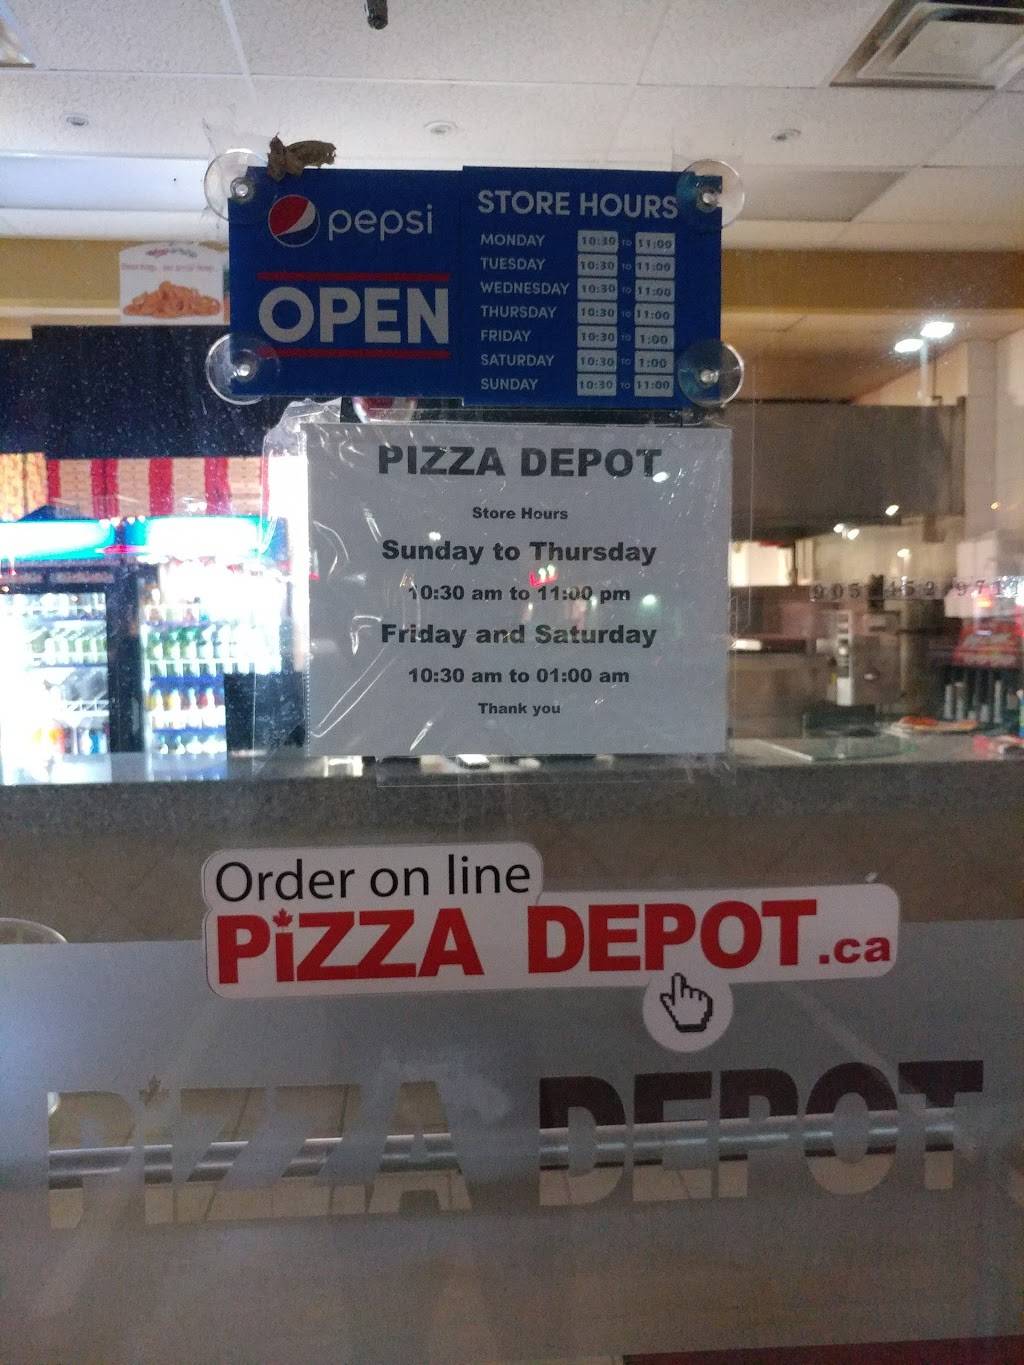 pepsi
OPEN
STORE HOURS
MONDAY 10:30 to 11:00
TUESDAY 10:30 to 11:00
WEDNESDAY 10:30 to 11:00
THURSDAY 10:30 to 11:00
FRIDAY 10:30 to 1:00
SATURDAY 10:30 to 1:00
SUNDAY 10:30 to 11:00
PIZZA DEPOT
Store Hours
Sunday to Thursday
10:30 am to 11:00 pm
Friday and Saturday
10:30 am to 01:00 am
Thank you
Order on line
PiZZA DEPOT.ca
PiZZA DEPOT